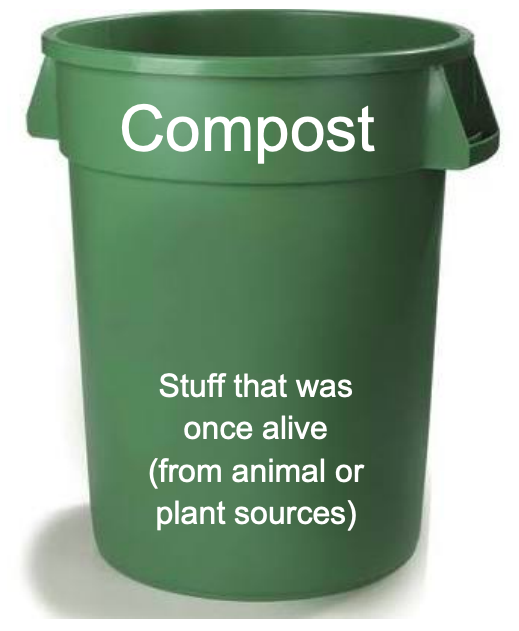 Compost
Stuff that was
once alive
(from animal or
plant sources)